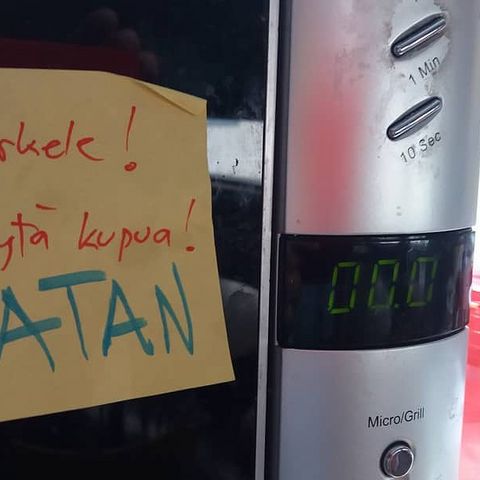 rkele!
ytä kupua!
ATAN
1 Min
10 Sec
00.0
Micro/Grill